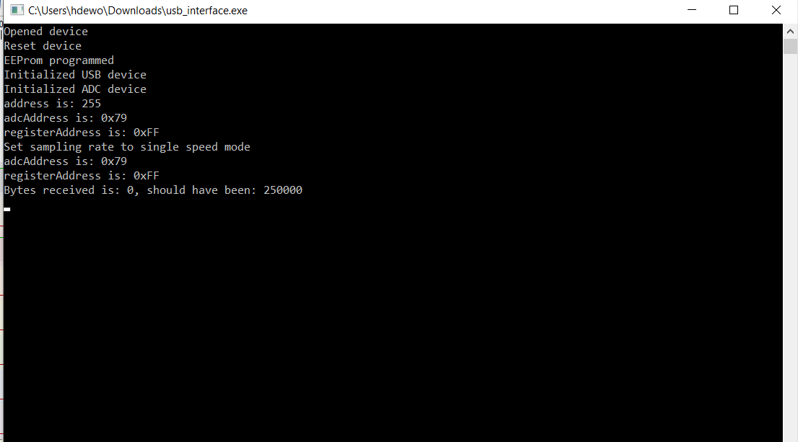 C:\Users\hdewo\Downloads\usb_interface.exe
Opened device
Reset device
EEProm programmed
Initialized USB device
Initialized ADC device
address is: 255
adcAddress is: 0x79
registerAddress is: 0xFF
Set sampling rate to single speed mode
adcAddress is: 0x79
registerAddress is: 0xFF
Bytes received is: 0, should have been: 250000